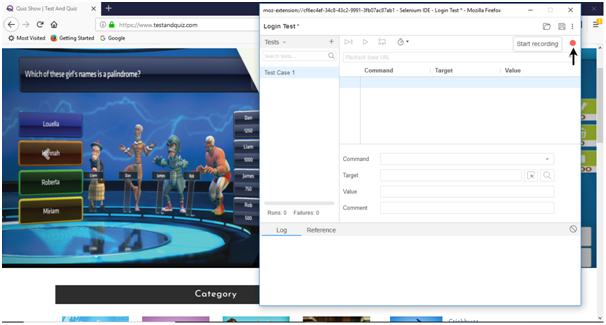 Quiz Show | Test And Quiz
https://www.testandquiz.com
Most Visited
Getting Started
Google
Which of these girl's names is a palindrome?
Louella
Hannah
Roberta
Miriam
Dan
1250
Liam
1000
James
750
Rob
500
Category
moz-extension://cf6ec4ef-34c0-43c2-9991-3fb07ac87ab1 - Selenium IDE - Login Test * - Mozilla Firefox
Login Test *
Tests
Search tests...
Test Case 1
Runs: 0 Failures: 0
Start recording
Playback base URL
Command Target Value
Command
Target
Value
Comment
Log Reference